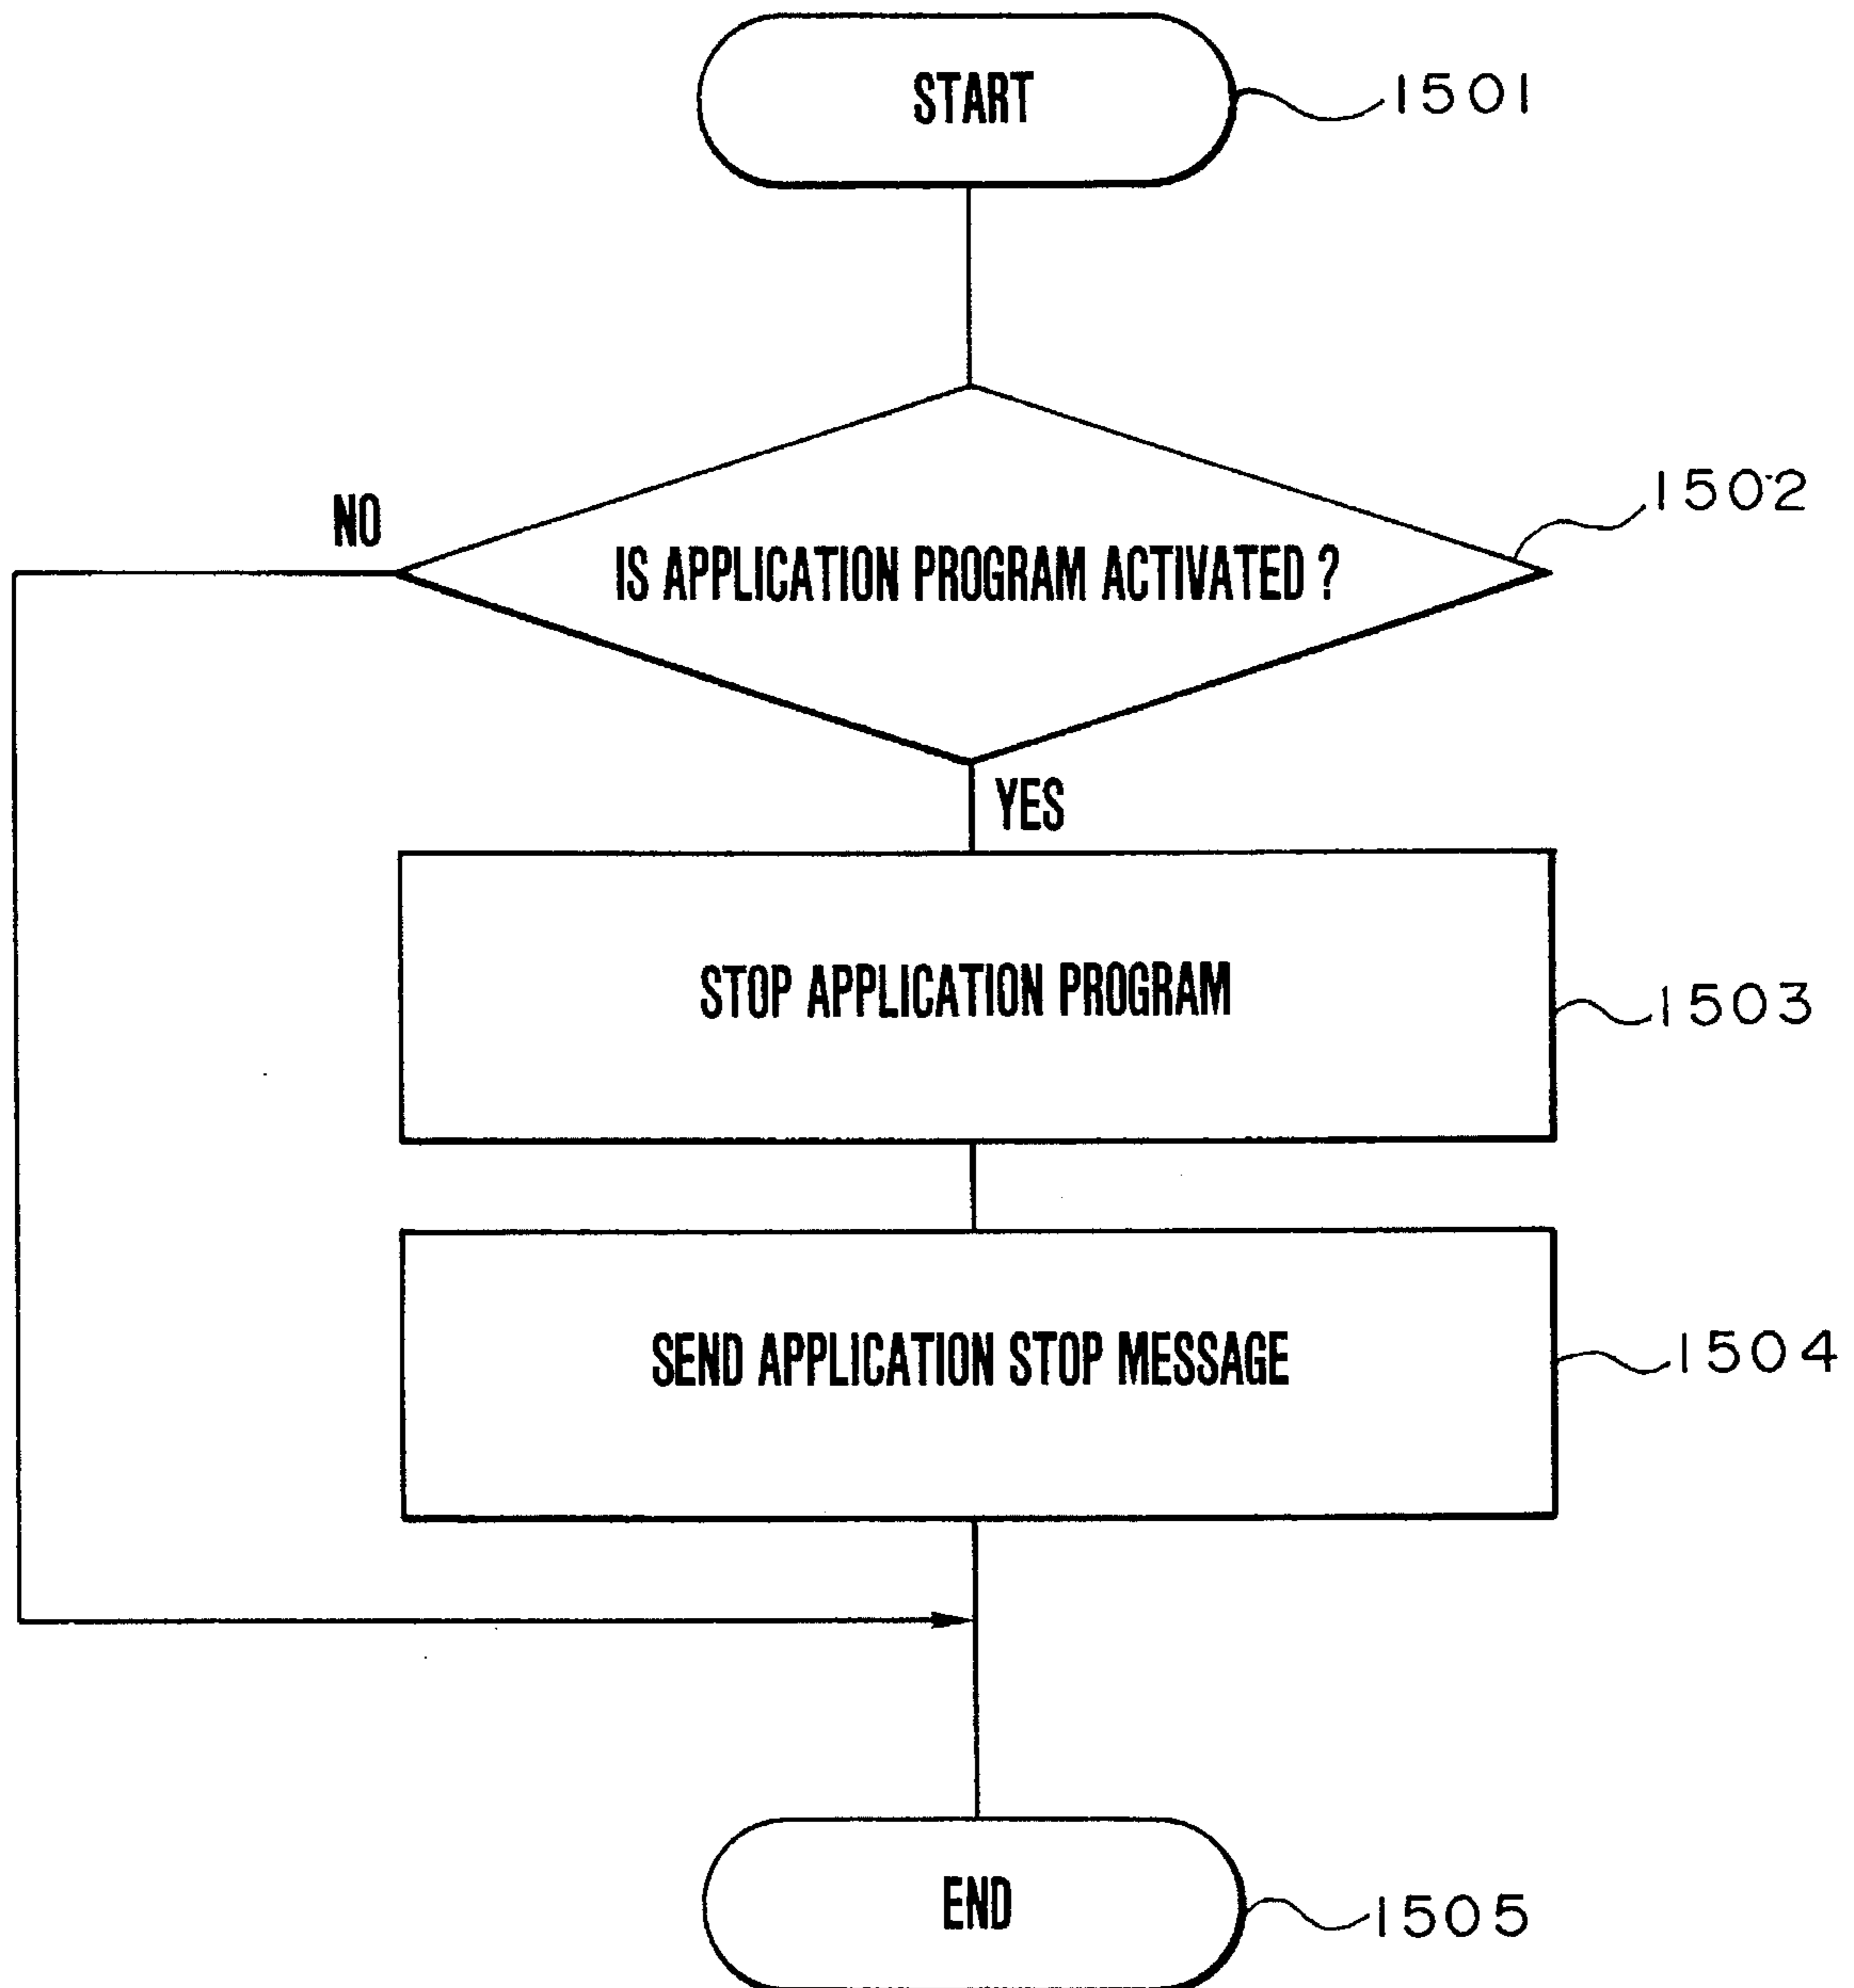 START
1501
NO
1502
IS APPLICATION PROGRAM ACTIVATED ?
YES
STOP APPLICATION PROGRAM
1503
SEND APPLICATION STOP MESSAGE
1504
END
1505